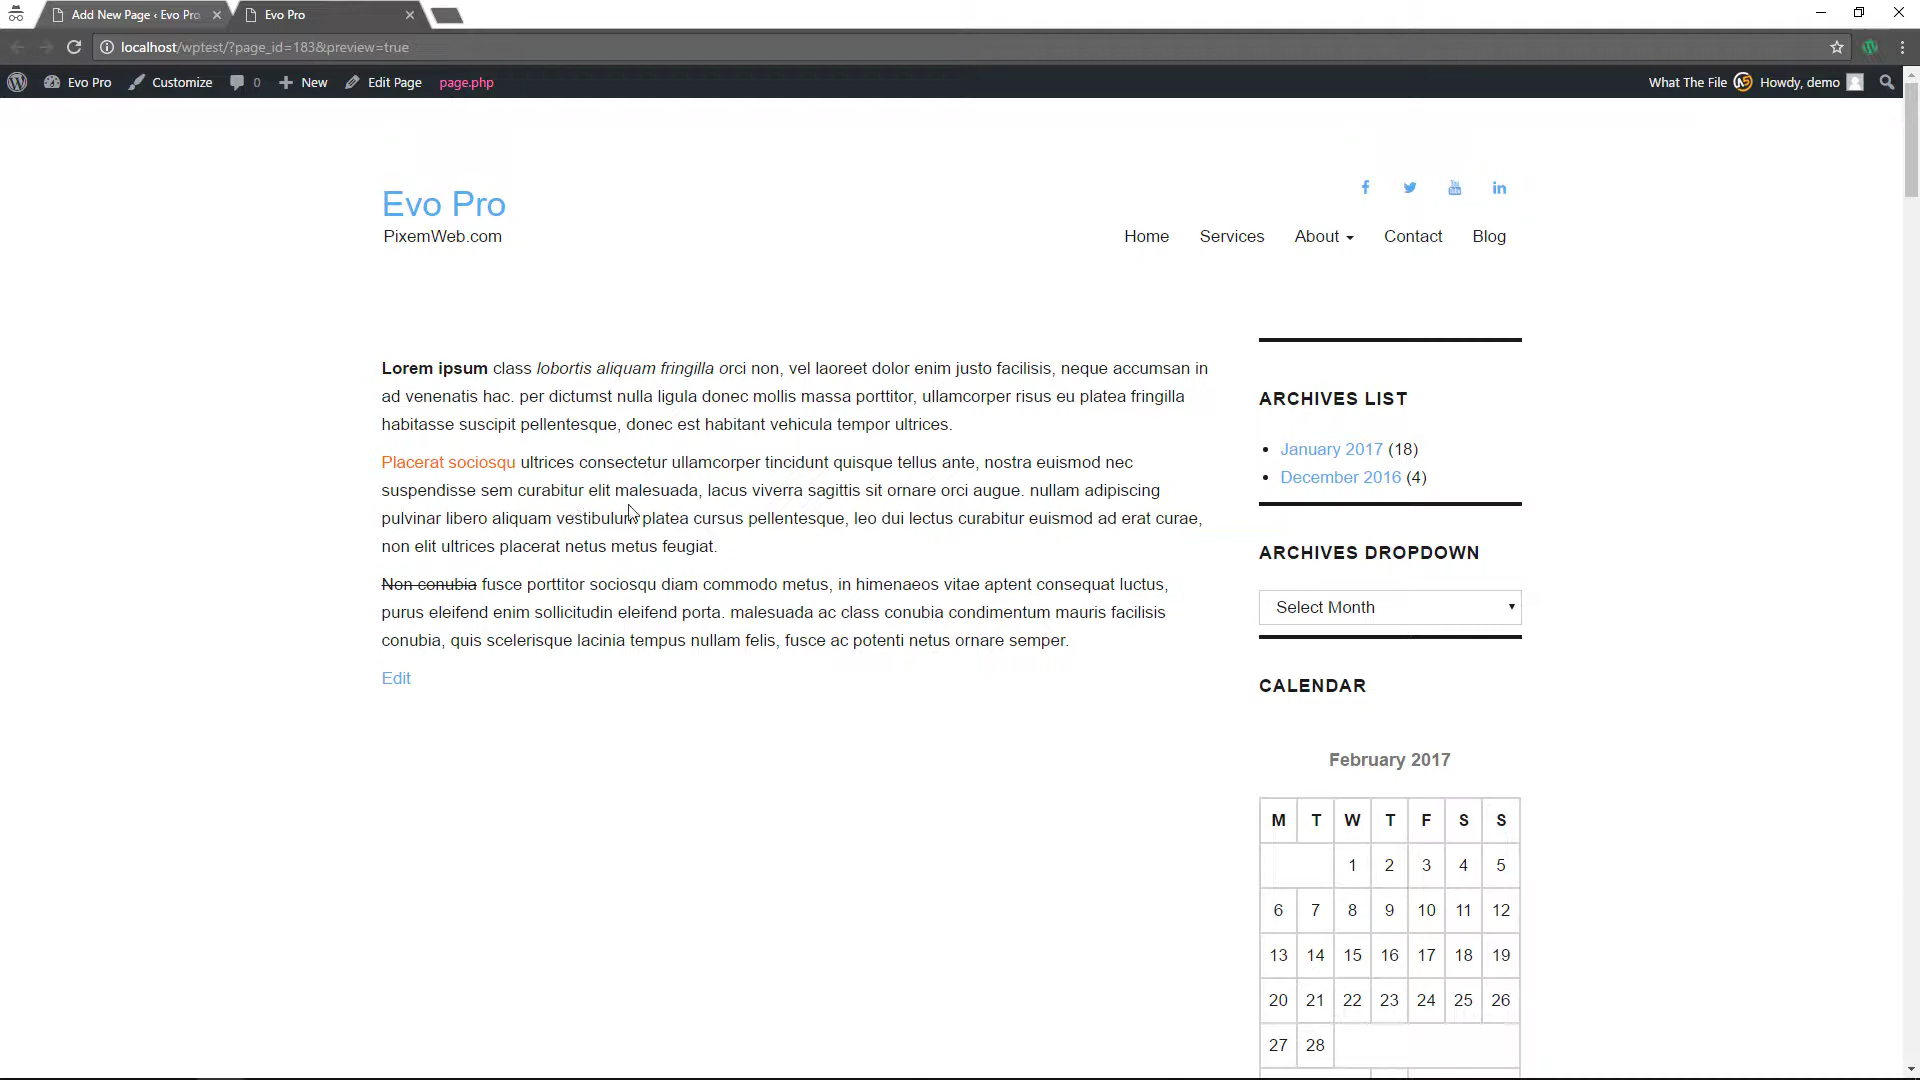 Add New Page ‹ Evo Pro
Evo Pro
localhost/wptest/?page_id=183&preview=true
Evo Pro
Customize
0
New
Edit Page
page.php
What The File
Howdy, demo
Evo Pro
PixemWeb.com
Home
Services
About
Contact
Blog
Lorem ipsum class lobortis aliquam fringilla orci non, vel laoreet dolor enim justo facilisis, neque accumsan in
ad venenatis hac. per dictumst nulla ligula donec mollis massa porttitor, ullamcorper risus eu platea fringilla
habitasse suscipit pellentesque, donec est habitant vehicula tempor ultrices.
Placerat sociosqu ultrices consectetur ullamcorper tincidunt quisque tellus ante, nostra euismod nec
suspendisse sem curabitur elit malesuada, lacus viverra sagittis sit ornare orci augue. nullam adipiscing
pulvinar libero aliquam vestibulum platea cursus pellentesque, leo dui lectus curabitur euismod ad erat curae,
non elit ultrices placerat netus metus feugiat.
Non conubia fusce porttitor sociosqu diam commodo metus, in himenaeos vitae aptent consequat luctus,
purus eleifend enim sollicitudin eleifend porta. malesuada ac class conubia condimentum mauris facilisis
conubia, quis scelerisque lacinia tempus nullam felis, fusce ac potenti netus ornare semper.
Edit
ARCHIVES LIST
January 2017 (18)
December 2016 (4)
ARCHIVES DROPDOWN
Select Month
CALENDAR
February 2017
M T W T F S S
1 2 3 4 5
6 7 8 9 10 11 12
13 14 15 16 17 18 19
20 21 22 23 24 25 26
27 28